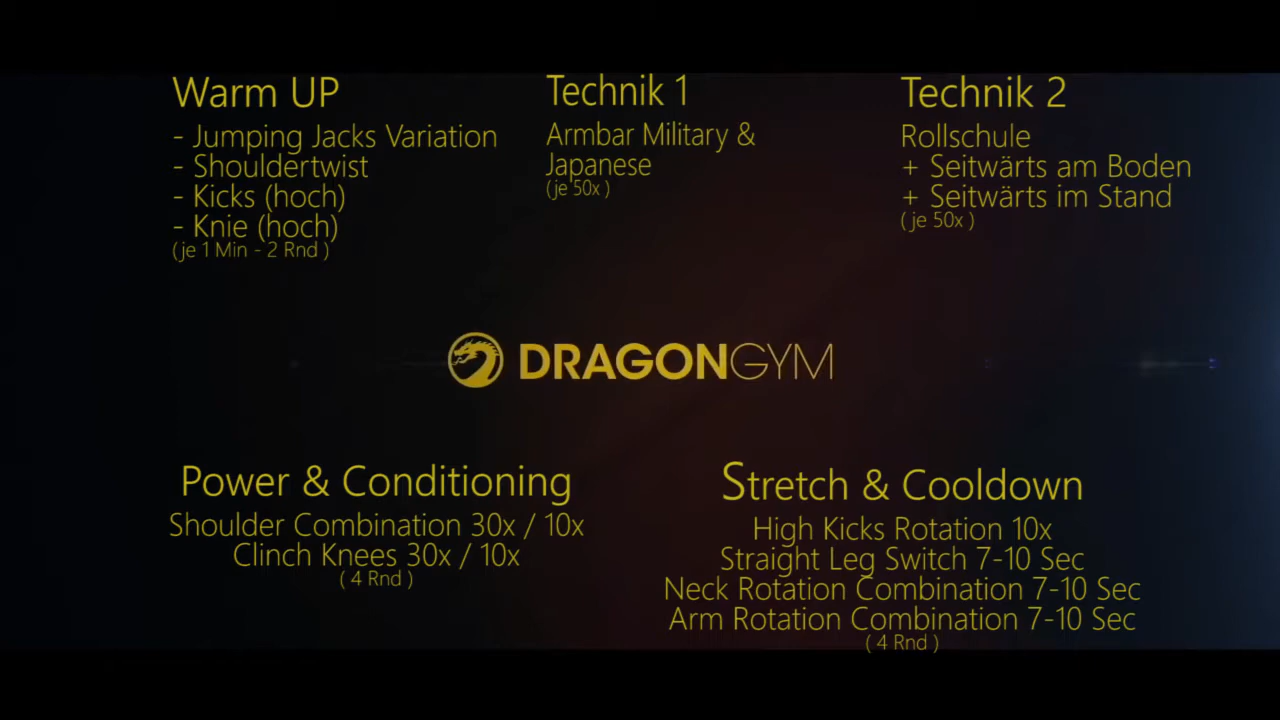 Warm UP
- Jumping Jacks Variation
- Shouldertwist
- Kicks (hoch)
- Knie (hoch)
( je 1 Min - 2 Rnd )
Technik 1
Armbar Military &
Japanese
( je 50x )
Technik 2
Rollschule
+ Seitwärts am Boden
+ Seitwärts im Stand
( je 50x )
DRAGONGYM
Power & Conditioning
Shoulder Combination 30x / 10x
Clinch Knees 30x / 10x
( 4 Rnd )
Stretch & Cooldown
High Kicks Rotation 10x
Straight Leg Switch 7-10 Sec
Neck Rotation Combination 7-10 Sec
Arm Rotation Combination 7-10 Sec
( 4 Rnd )